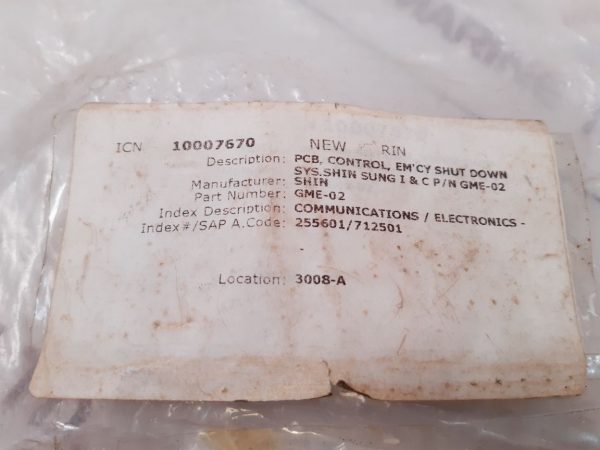 ICN 10007670 NEW RIN
Description: PCB, CONTROL, EM'CY SHUT DOWN
SYS.SHIN SUNG I & C P/N GME-02
Manufacturer: SHIN
Part Number: GME-02
Index Description: COMMUNICATIONS / ELECTRONICS -
Index#/SAP A.Code: 255601/712501
Location: 3008-A